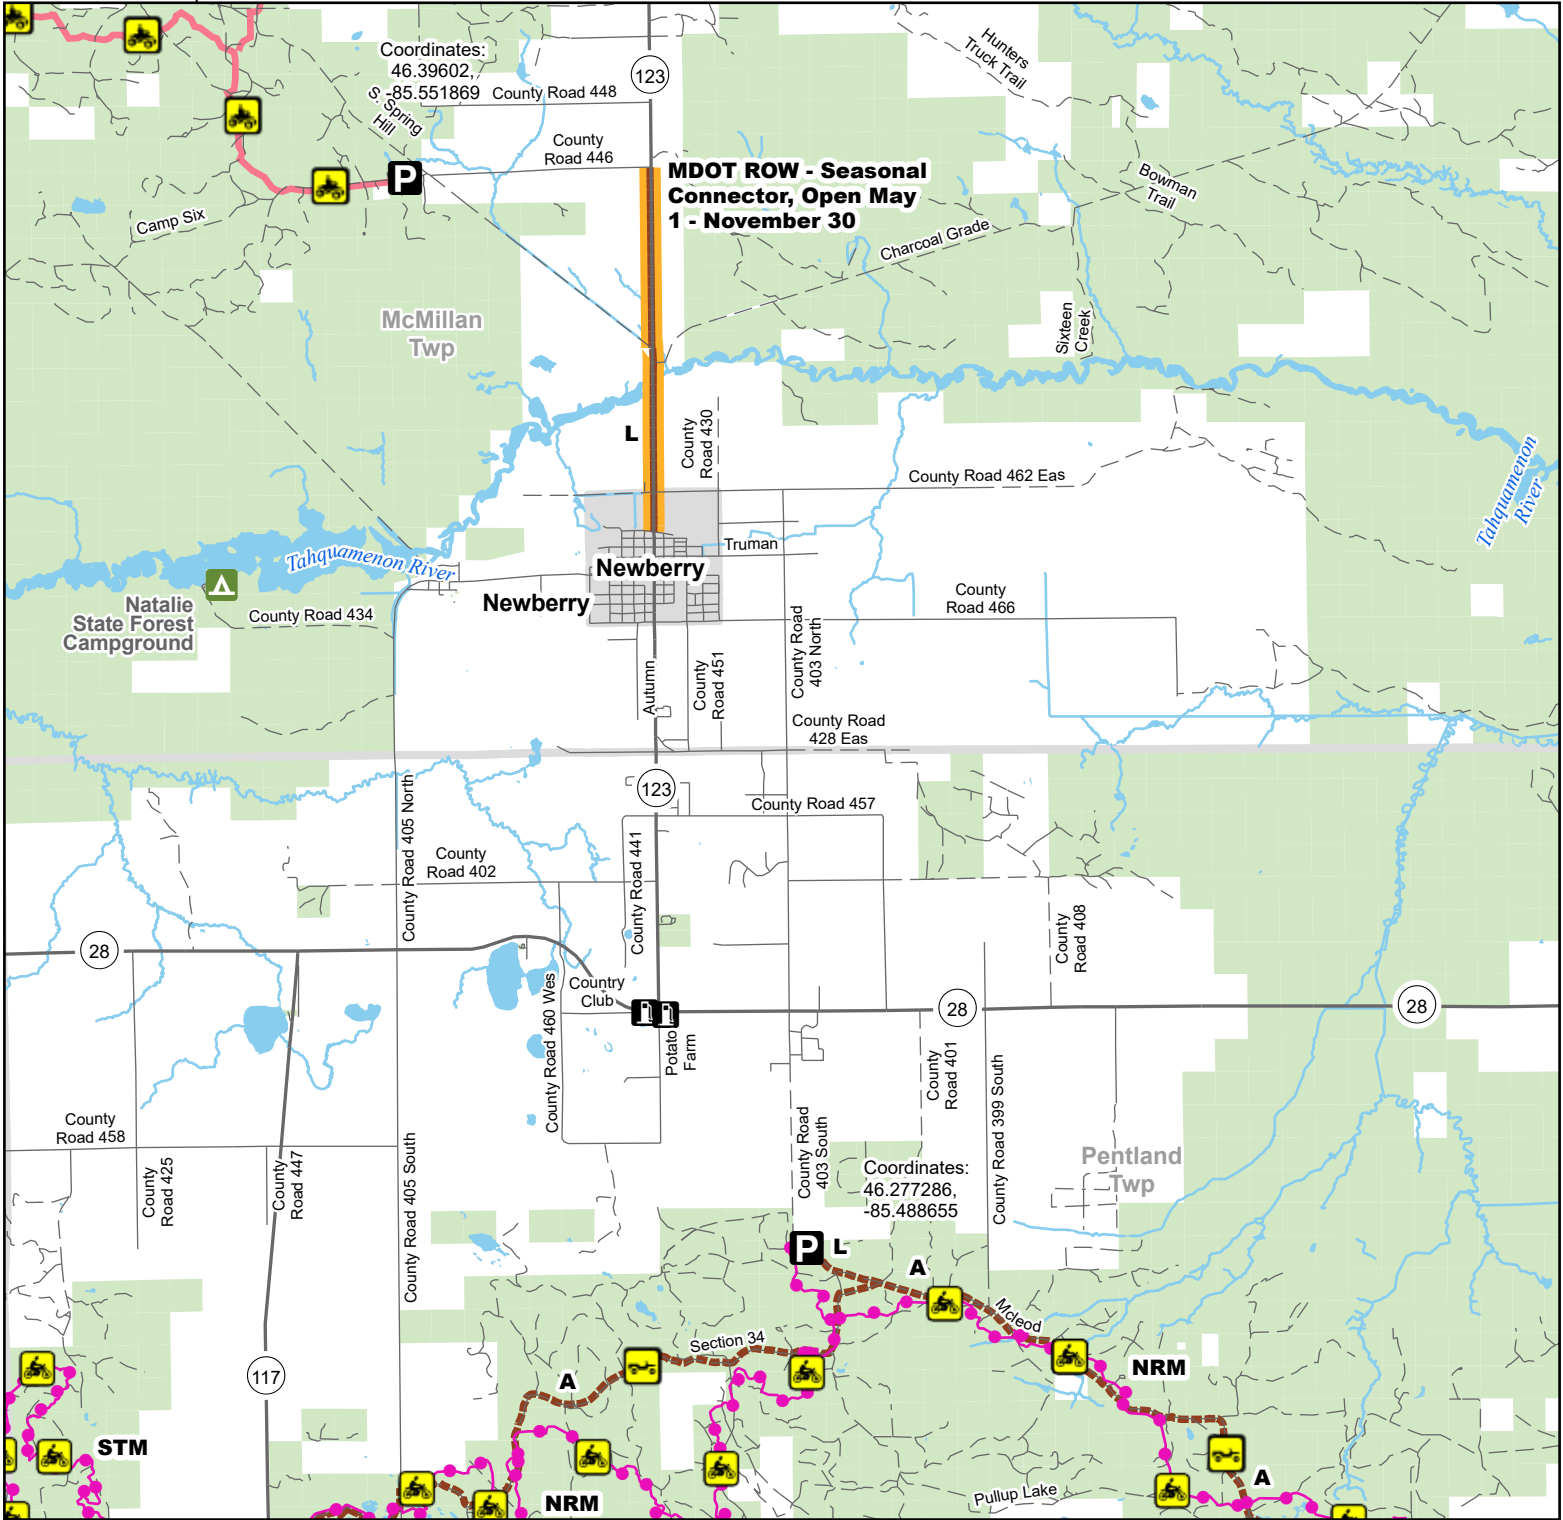 Coordinates:
46.39602,
-85.551869
123
S. Spring
Hill
County Road 448
Hunters
Truck Trail
County
Road 446
P
MDOT ROW - Seasonal
Connector, Open May
1 - November 30
Bowman
Trail
Camp Six
Charcoal Grade
McMillan
Twp
Sixteen
Creek
L
County
Road 430
County Road 462 Eas
Tahquamenon
River
Tahquamenon River
Truman
Newberry
Newberry
Natalie
State Forest
Campground
County Road 434
County
Road 466
County Road
403 North
Autumn
County
Road 451
County Road
428 Eas
123
County Road 405 North
County Road 457
County
Road 402
County Road 441
County
Road 408
28
Country
Club
County Road 460 Wes
28
28
Potato
Farm
County
Road 401
County Road 399 South
County
Road 458
County
Road 425
County
Road 447
County Road 405 South
County Road
403 South
Coordinates:
46.277286,
-85.488655
Pentland
Twp
P
L
A
Mcleod
Section 34
117
A
NRM
STM
NRM
A
Pullup Lake